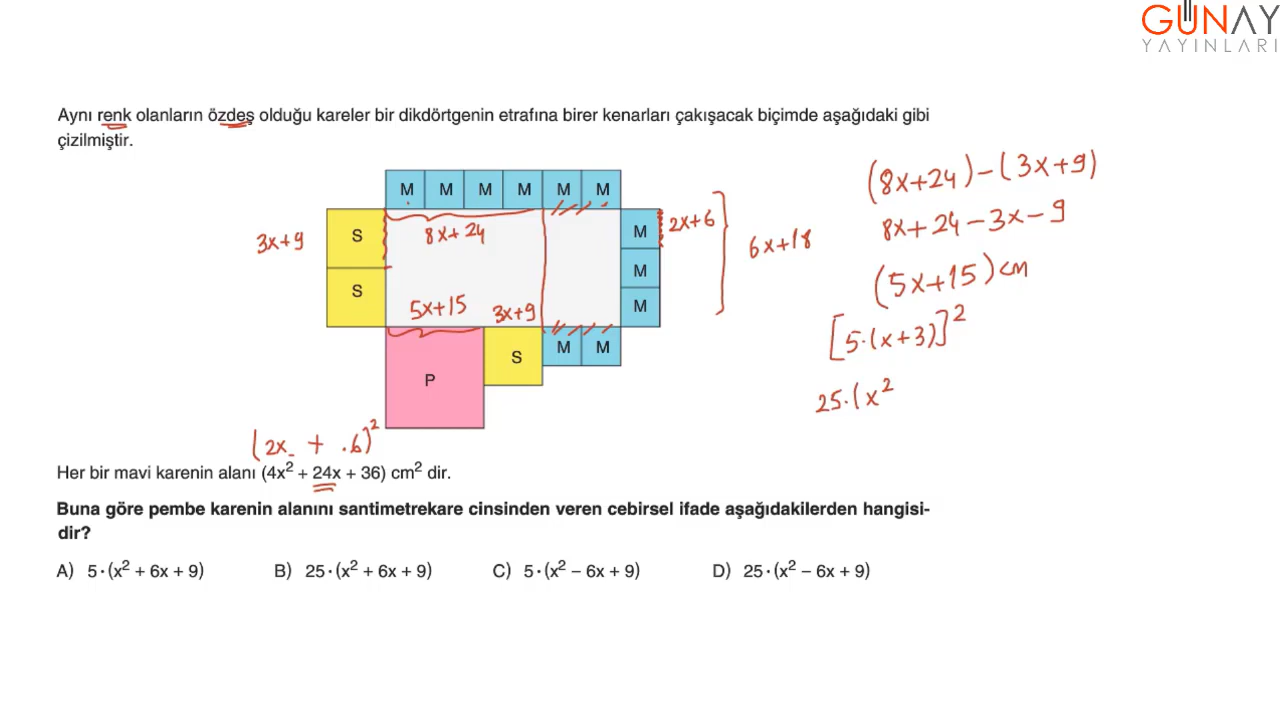 GÜNAY
YAYINLARI
Aynı renk olanların özdeş olduğu kareler bir dikdörtgenin etrafına birer kenarları çakışacak biçimde aşağıdaki gibi
çizilmiştir.
M M M M M M
3x+9 S 8x+24 M 2x+6
S M 6x+18
5x+15 3x+9 M
P S M M
(8x+24)-(3x+9)
8x+24-3x-9
(5x+15)cm
[5·(x+3)]²
25·(x²
(2x + .6)²
Her bir mavi karenin alanı (4x² + 24x + 36) cm² dir.
Buna göre pembe karenin alanını santimetrekare cinsinden veren cebirsel ifade aşağıdakilerden hangisi-
dir?
A) 5·(x² + 6x + 9) B) 25·(x² + 6x + 9) C) 5·(x² – 6x + 9) D) 25·(x² – 6x + 9)